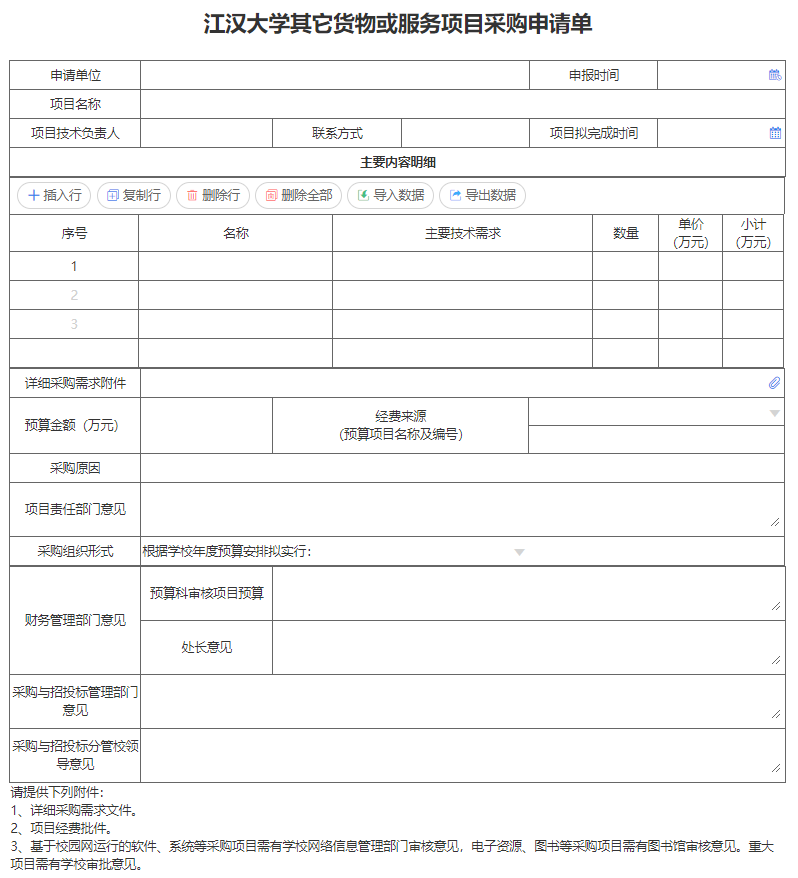 江汉大学其它货物或服务项目采购申请单
申请单位 申报时间
项目名称
项目技术负责人 联系方式 项目拟完成时间
主要内容明细
插入行 复制行 删除行 删除全部 导入数据 导出数据
序号 名称 主要技术需求 数量 单价 小计
(万元) (万元)
1
2
3
详细采购需求附件
预算金额（万元） 经费来源
(预算项目名称及编号)
采购原因
项目责任部门意见
采购组织形式 根据学校年度预算安排拟实行：
财务管理部门意见 预算科审核项目预算
处长意见
采购与招投标管理部门
意见
采购与招投标分管校领
导意见
请提供下列附件：
1、详细采购需求文件。
2、项目经费批件。
3、基于校园网运行的软件、系统等采购项目需有学校网络信息管理部门审核意见，电子资源、图书等采购项目需有图书馆审核意见。重大
项目需有学校审批意见。